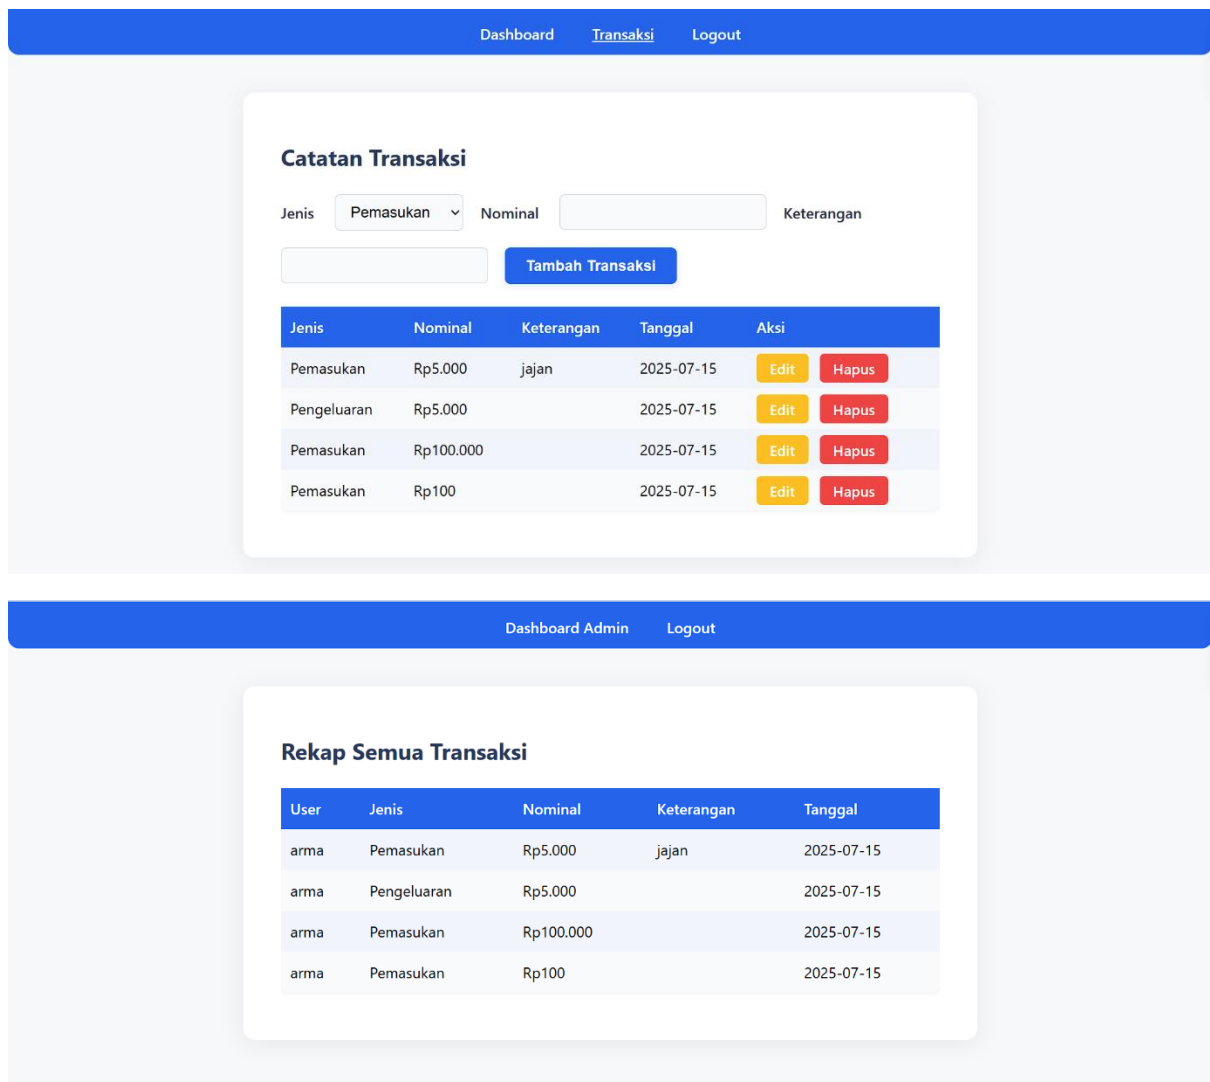 Dashboard Transaksi Logout
Catatan Transaksi
Jenis Pemasukan Nominal Keterangan
Tambah Transaksi
Jenis Nominal Keterangan Tanggal Aksi
Pemasukan Rp5.000 jajan 2025-07-15 Edit Hapus
Pengeluaran Rp5.000 2025-07-15 Edit Hapus
Pemasukan Rp100.000 2025-07-15 Edit Hapus
Pemasukan Rp100 2025-07-15 Edit Hapus
Dashboard Admin Logout
Rekap Semua Transaksi
User Jenis Nominal Keterangan Tanggal
arma Pemasukan Rp5.000 jajan 2025-07-15
arma Pengeluaran Rp5.000 2025-07-15
arma Pemasukan Rp100.000 2025-07-15
arma Pemasukan Rp100 2025-07-15